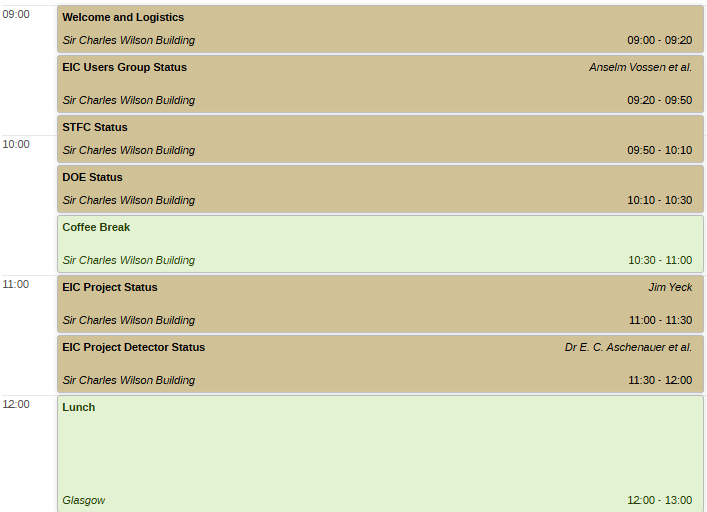 09:00
Welcome and Logistics
Sir Charles Wilson Building 09:00 - 09:20
EIC Users Group Status Anselm Vossen et al.
Sir Charles Wilson Building 09:20 - 09:50
STFC Status
10:00
Sir Charles Wilson Building 09:50 - 10:10
DOE Status
Sir Charles Wilson Building 10:10 - 10:30
Coffee Break
Sir Charles Wilson Building 10:30 - 11:00
11:00
EIC Project Status Jim Yeck
Sir Charles Wilson Building 11:00 - 11:30
EIC Project Detector Status Dr E. C. Aschenauer et al.
Sir Charles Wilson Building 11:30 - 12:00
12:00
Lunch
Glasgow 12:00 - 13:00